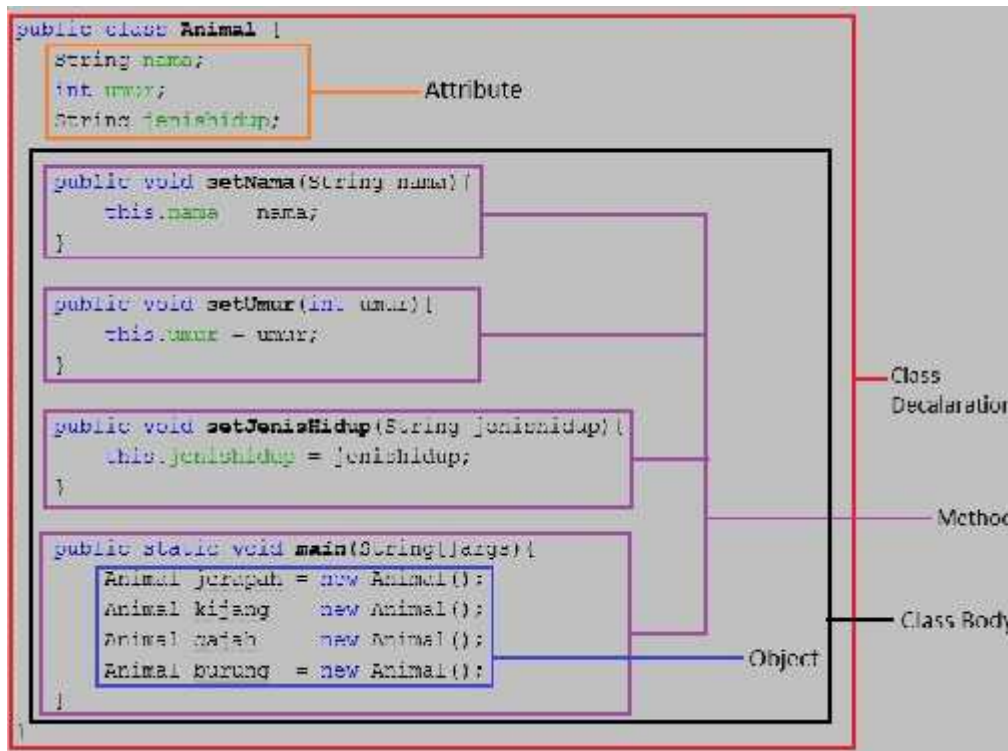 public class Animal {
String nama;
int umur;
String jenishidup;
Attribute
public void setNama(String nama){
this.nama = nama;
}
public void setUmur(int umur){
this.umur = umur;
}
public void setJenisHidup(String jenishidup){
this.jenishidup = jenishidup;
}
public static void main(String[]args){
Animal jerapah = new Animal();
Animal kijang = new Animal();
Animal gajah = new Animal();
Animal burung = new Animal();
}
}
Class
Decalaration
Method
Class Body
Object